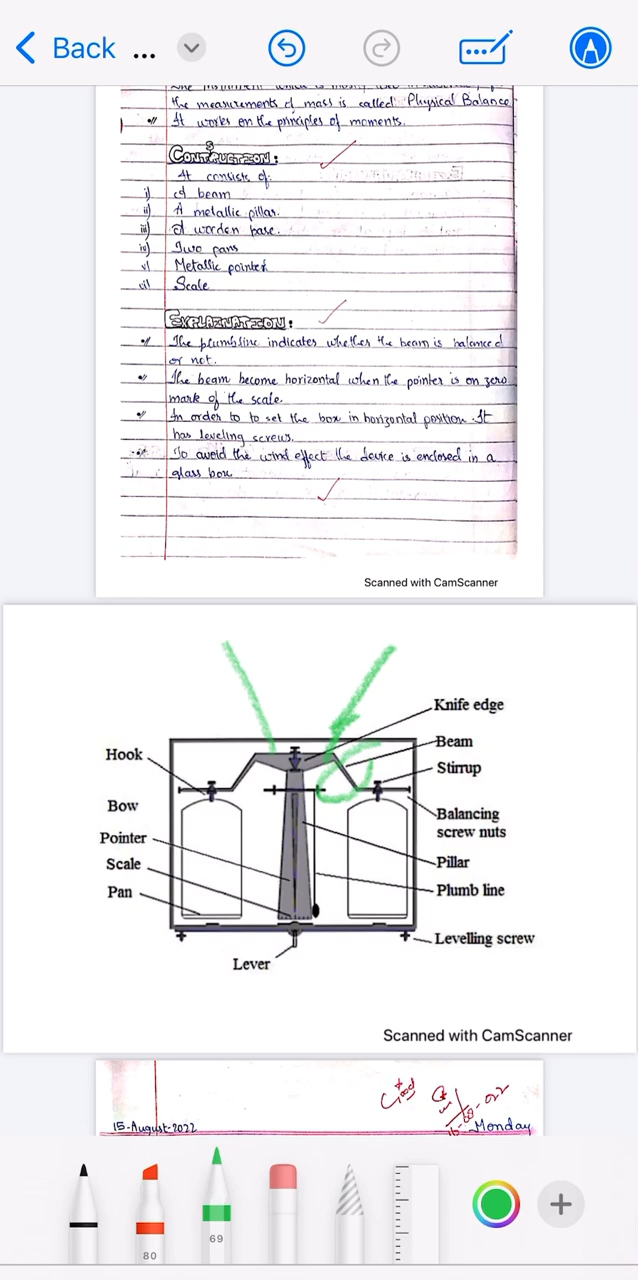 Back ...
the measurements of mass is called Physical Balance
It works on the principles of moments.
CONTRUCTION:
S
It consists of:
i) A beam
ii) A metallic pillar.
iii) A worden base.
iv) Two pans
v) Metallic pointer
vi) Scale
EXPLAINATION:
The plumbline indicates whether the beam is balanced
or not.
The beam become horizontal when the pointer is on zero
mark of the scale.
In order to to set the box in horizontal position. It
has leveling screws.
To avoid the wind effect the device is enclosed in a
glass box
Scanned with CamScanner
Knife edge
Beam
Hook
Stirrup
Bow
Balancing
screw nuts
Pointer
Pillar
Scale
Plumb line
Pan
Levelling screw
Lever
Scanned with CamScanner
Good
15-August-2022
Monday
80
69